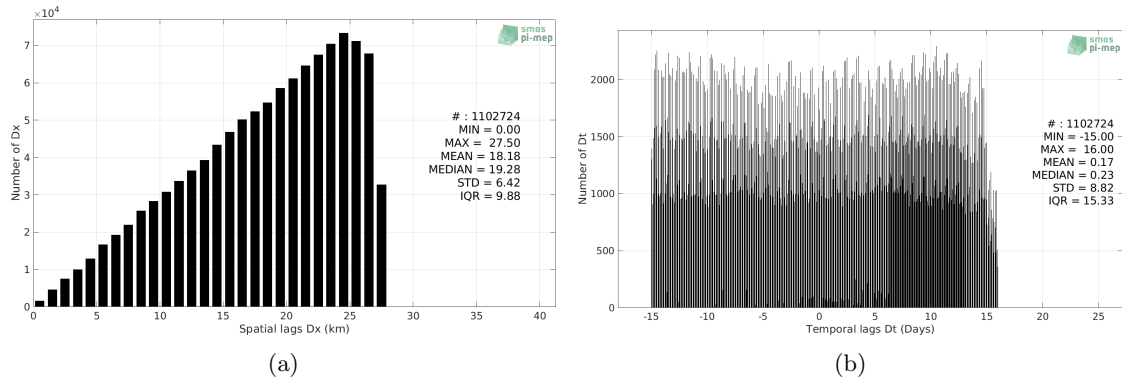 ×10⁴
7
6
5
4
3
2
1
0
Number of Dx
0 5 10 15 20 25 30 35 40
Spatial lags Dx (km)
smos
pi-mep
# : 1102724
MIN = 0.00
MAX = 27.50
MEAN = 18.18
MEDIAN = 19.28
STD = 6.42
IQR = 9.88
(a)
2000
1500
1000
500
0
Number of Dt
-15 -10 -5 0 5 10 15 20 25
Temporal lags Dt (Days)
smos
pi-mep
# : 1102724
MIN = -15.00
MAX = 16.00
MEAN = 0.17
MEDIAN = 0.23
STD = 8.82
IQR = 15.33
(b)